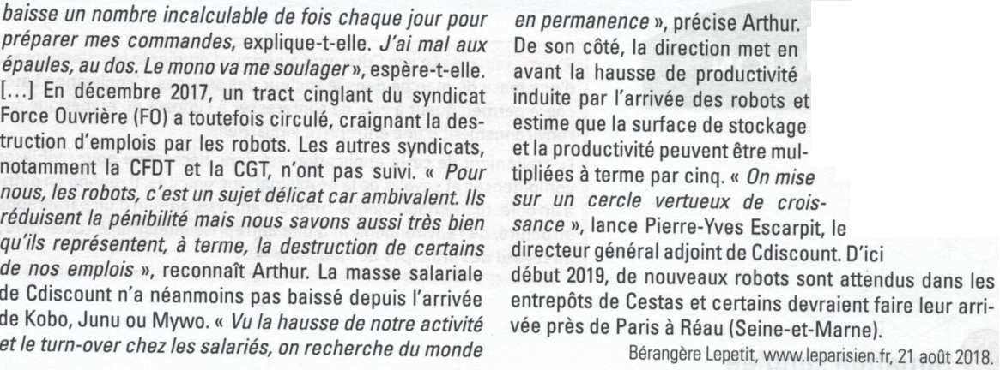 baisse un nombre incalculable de fois chaque jour pour
préparer mes commandes, explique-t-elle. J'ai mal aux
épaules, au dos. Le mono va me soulager », espère-t-elle.
[…] En décembre 2017, un tract cinglant du syndicat
Force Ouvrière (FO) a toutefois circulé, craignant la des-
truction d'emplois par les robots. Les autres syndicats,
notamment la CFDT et la CGT, n'ont pas suivi. « Pour
nous, les robots, c'est un sujet délicat car ambivalent. Ils
réduisent la pénibilité mais nous savons aussi très bien
qu'ils représentent, à terme, la destruction de certains
de nos emplois », reconnaît Arthur. La masse salariale
de Cdiscount n'a néanmoins pas baissé depuis l'arrivée
de Kobo, Junu ou Mywo. « Vu la hausse de notre activité
et le turn-over chez les salariés, on recherche du monde
en permanence », précise Arthur.
De son côté, la direction met en
avant la hausse de productivité
induite par l'arrivée des robots et
estime que la surface de stockage
et la productivité peuvent être mul-
tipliées à terme par cinq. « On mise
sur un cercle vertueux de crois-
sance », lance Pierre-Yves Escarpit, le
directeur général adjoint de Cdiscount. D'ici
début 2019, de nouveaux robots sont attendus dans les
entrepôts de Cestas et certains devraient faire leur arri-
vée près de Paris à Réau (Seine-et-Marne).
Bérangère Lepetit, www.leparisien.fr, 21 août 2018.